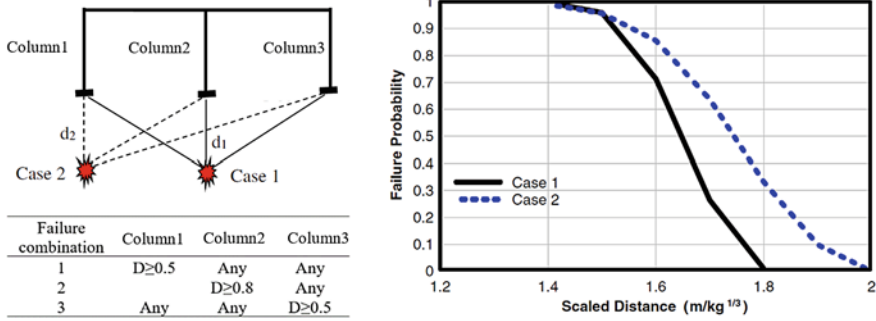 Column1
Column2
Column3
d₂
d₁
Case 2
Case 1
Failure combination
Column1
Column2
Column3
1
D≥0.5
Any
Any
2
D≥0.8
Any
3
Any
Any
D≥0.5
Failure Probability
1
0.9
0.8
0.7
0.6
0.5
0.4
0.3
0.2
0.1
0
Case 1
Case 2
1.2
1.4
1.6
1.8
2
Scaled Distance (m/kg^1/3)